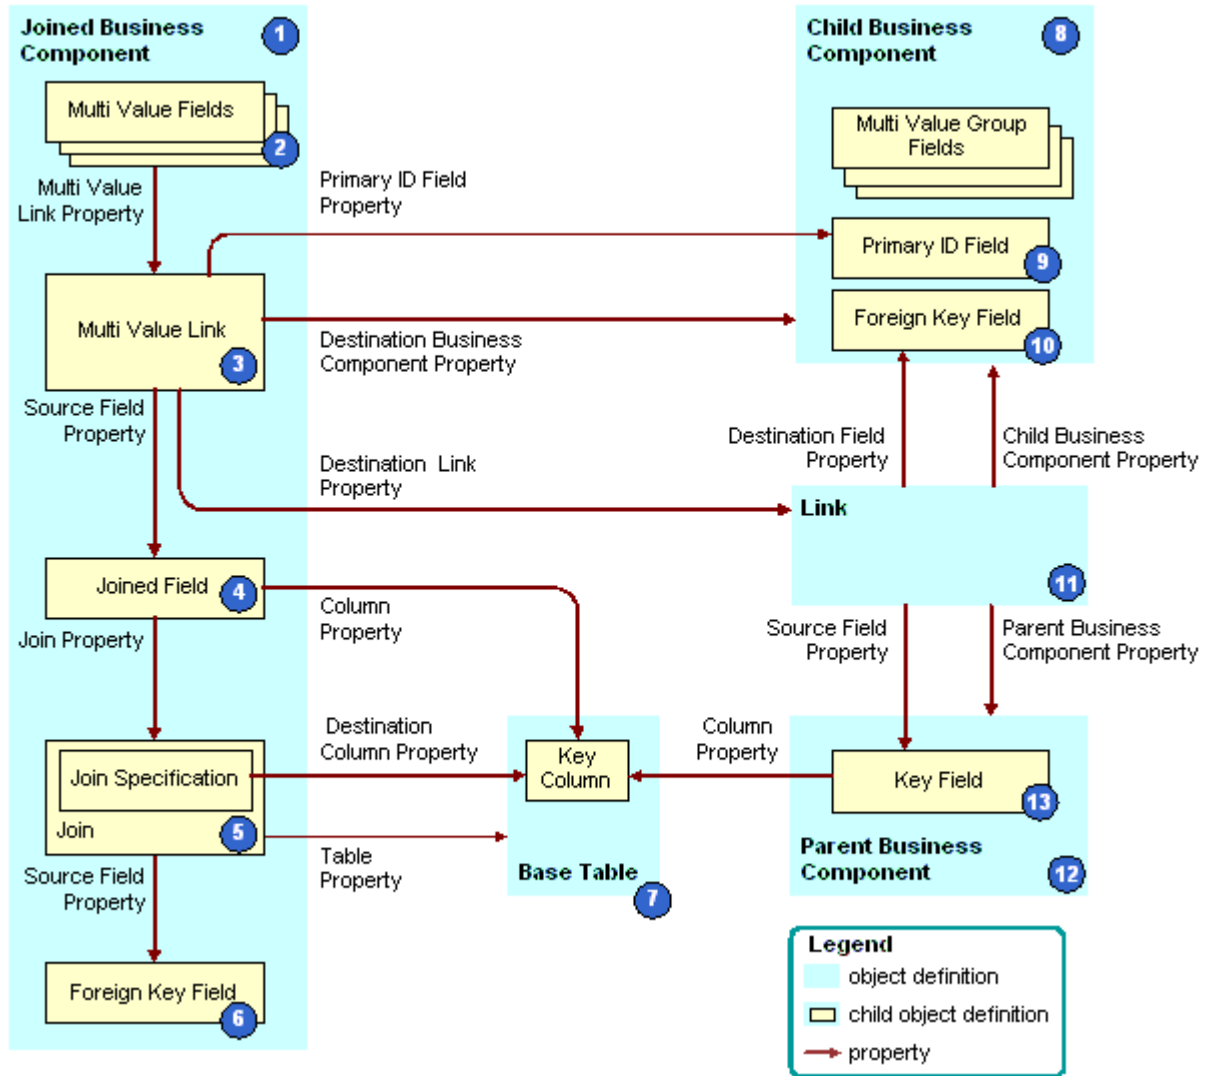 Joined Business
Component
1
Multi Value Fields
2
Multi Value
Link Property
Primary ID Field
Property
Multi Value Link
3
Destination Business
Component Property
Source Field
Property
Destination Link
Property
Joined Field
4
Column
Property
Join Property
Join Specification
Join
5
Destination
Column Property
Table
Property
Source Field
Property
Foreign Key Field
6
Key
Column
Base Table
7
Child Business
Component
8
Multi Value Group
Fields
Primary ID Field
9
Foreign Key Field
10
Destination Field
Property
Child Business
Component Property
Link
11
Source Field
Property
Parent Business
Component Property
Column
Property
Key Field
13
Parent Business
Component
12
Legend
object definition
child object definition
property